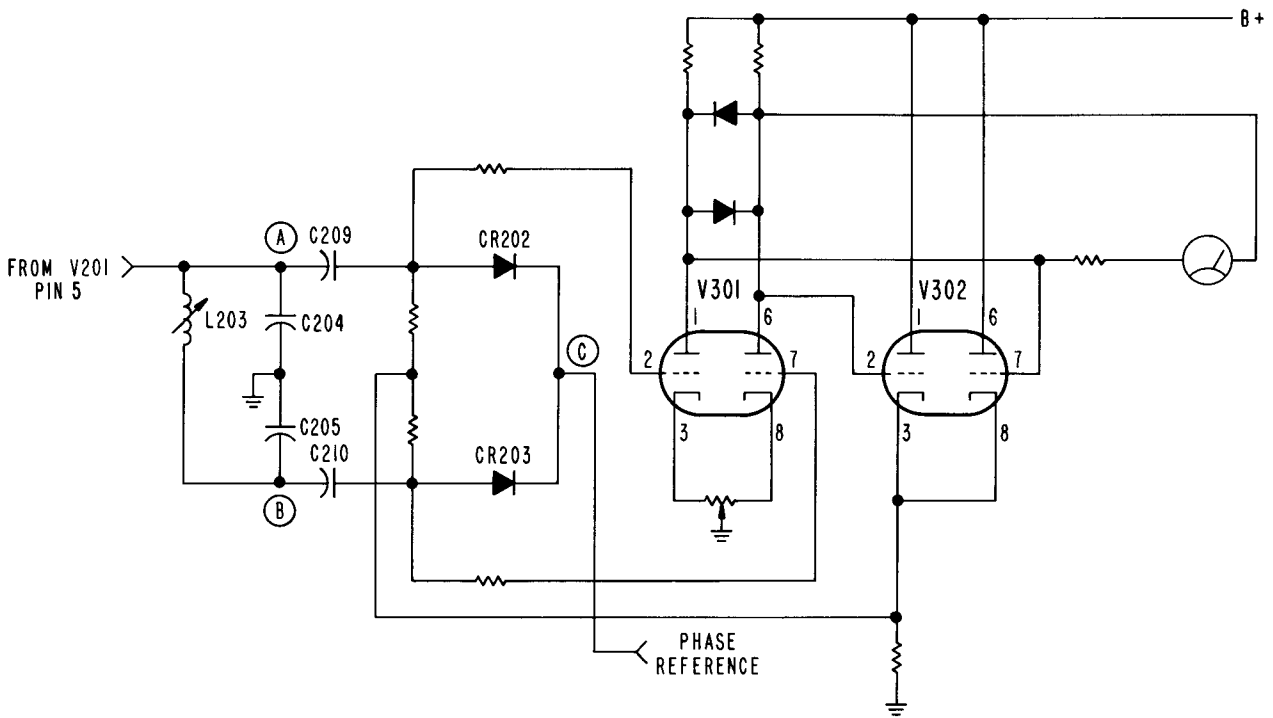 B+
A
C209
CR202
FROM V201
PIN 5
L203
C204
C
V301
V302
1
6
1
6
2
7
2
7
C205
C210
CR203
3
8
3
8
B
PHASE
REFERENCE